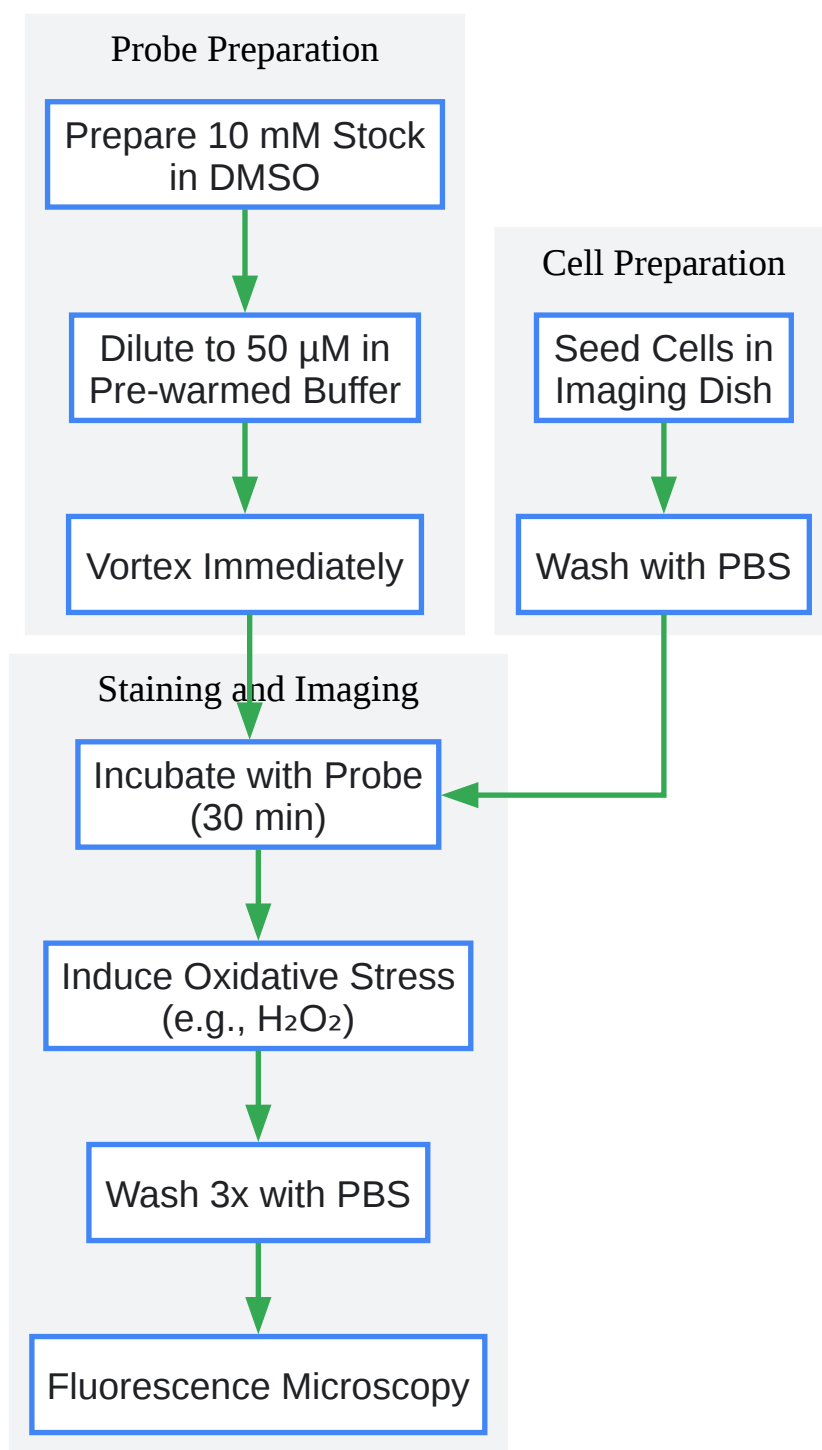 Probe Preparation
Prepare 10 mM Stock
in DMSO
Dilute to 50 µM in
Pre-warmed Buffer
Vortex Immediately
Cell Preparation
Seed Cells in
Imaging Dish
Wash with PBS
Staining and Imaging
Incubate with Probe
(30 min)
Induce Oxidative Stress
(e.g., H₂O₂)
Wash 3x with PBS
Fluorescence Microscopy